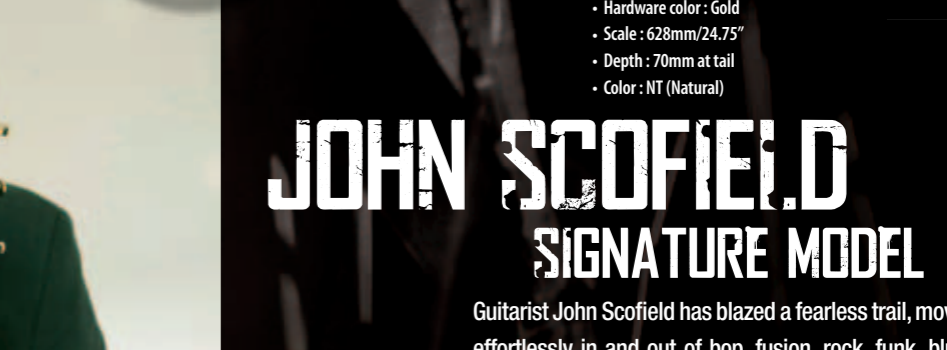 • Hardware color : Gold
• Scale : 628mm/24.75″
• Depth : 70mm at tail
• Color : NT (Natural)
JOHN SCOFIELD
SIGNATURE MODEL
Guitarist John Scofield has blazed a fearless trail,
effortlessly in and out of bop, fusion, rock, funk,